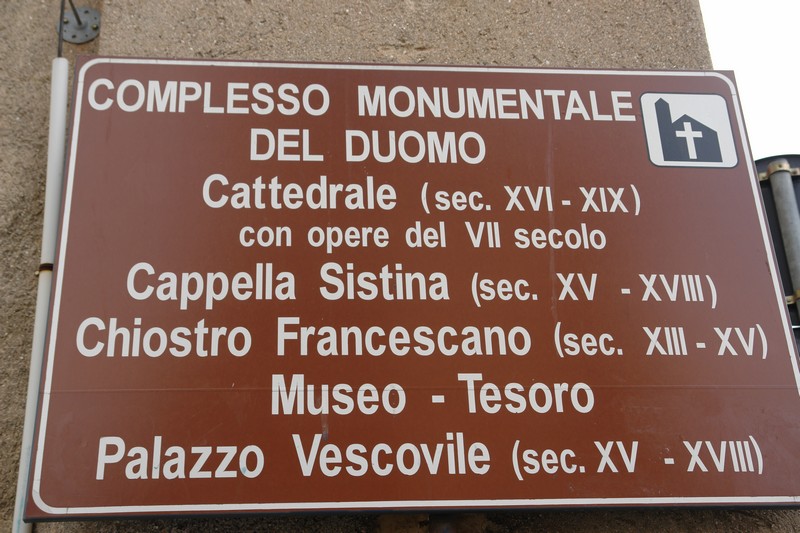 COMPLESSO MONUMENTALE
DEL DUOMO
Cattedrale (sec. XVI - XIX)
con opere del VII secolo
Cappella Sistina (sec. XV - XVIII)
Chiostro Francescano (sec. XIII - XV)
Museo - Tesoro
Palazzo Vescovile (sec. XV - XVIII)